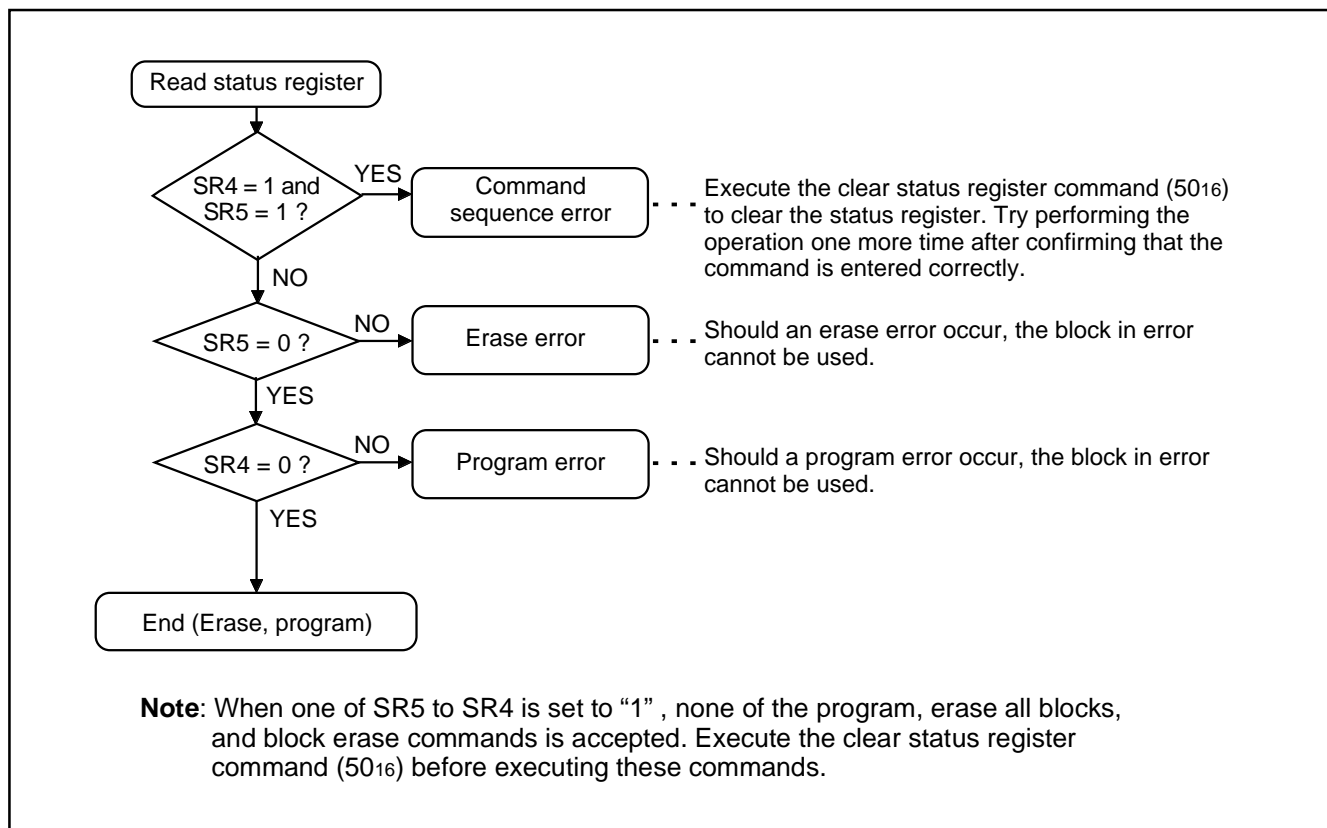 Read status register
SR4 = 1 and
SR5 = 1 ?
YES
Command
sequence error
Execute the clear status register command (5016)
to clear the status register. Try performing the
operation one more time after confirming that the
command is entered correctly.
NO
SR5 = 0 ?
NO
Erase error
Should an erase error occur, the block in error
cannot be used.
YES
SR4 = 0 ?
NO
Program error
Should a program error occur, the block in error
cannot be used.
YES
End (Erase, program)
Note: When one of SR5 to SR4 is set to “1” , none of the program, erase all blocks,
and block erase commands is accepted. Execute the clear status register
command (5016) before executing these commands.